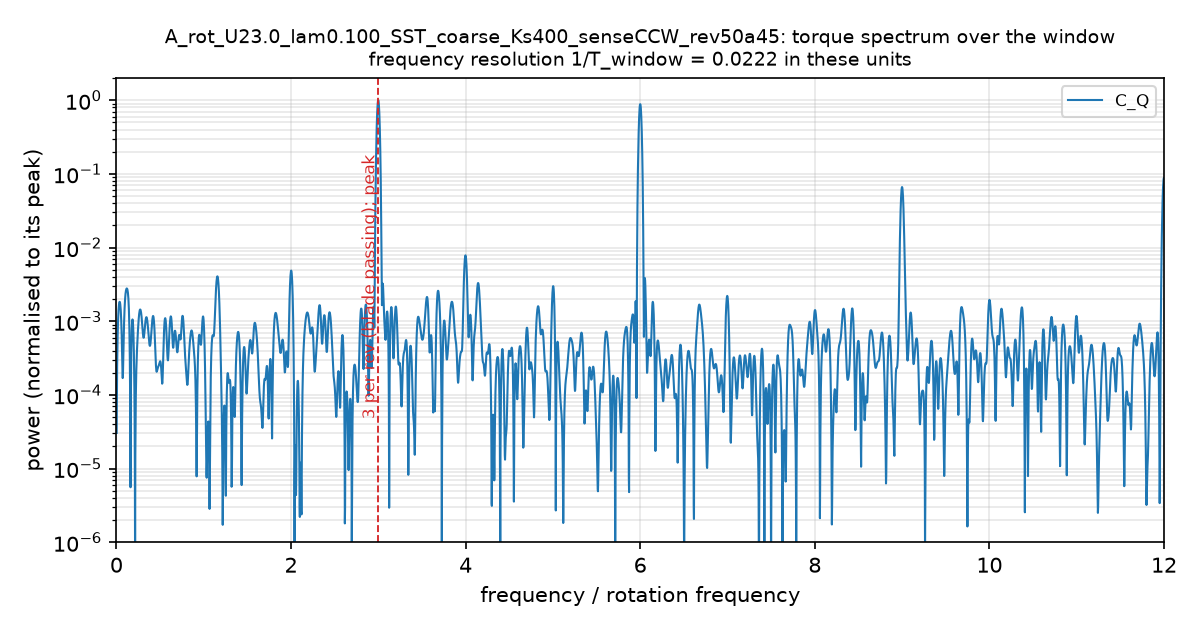 A_rot_U23.0_lam0.100_SST_coarse_Ks400_senseCCW_rev50a45: torque spectrum over the window
frequency resolution 1/T_window = 0.0222 in these units
C_Q
power (normalised to its peak)
10⁰
10⁻¹
10⁻²
10⁻³
10⁻⁴
10⁻⁵
10⁻⁶
3 per rev (blade passing): peak
0 2 4 6 8 10 12
frequency / rotation frequency